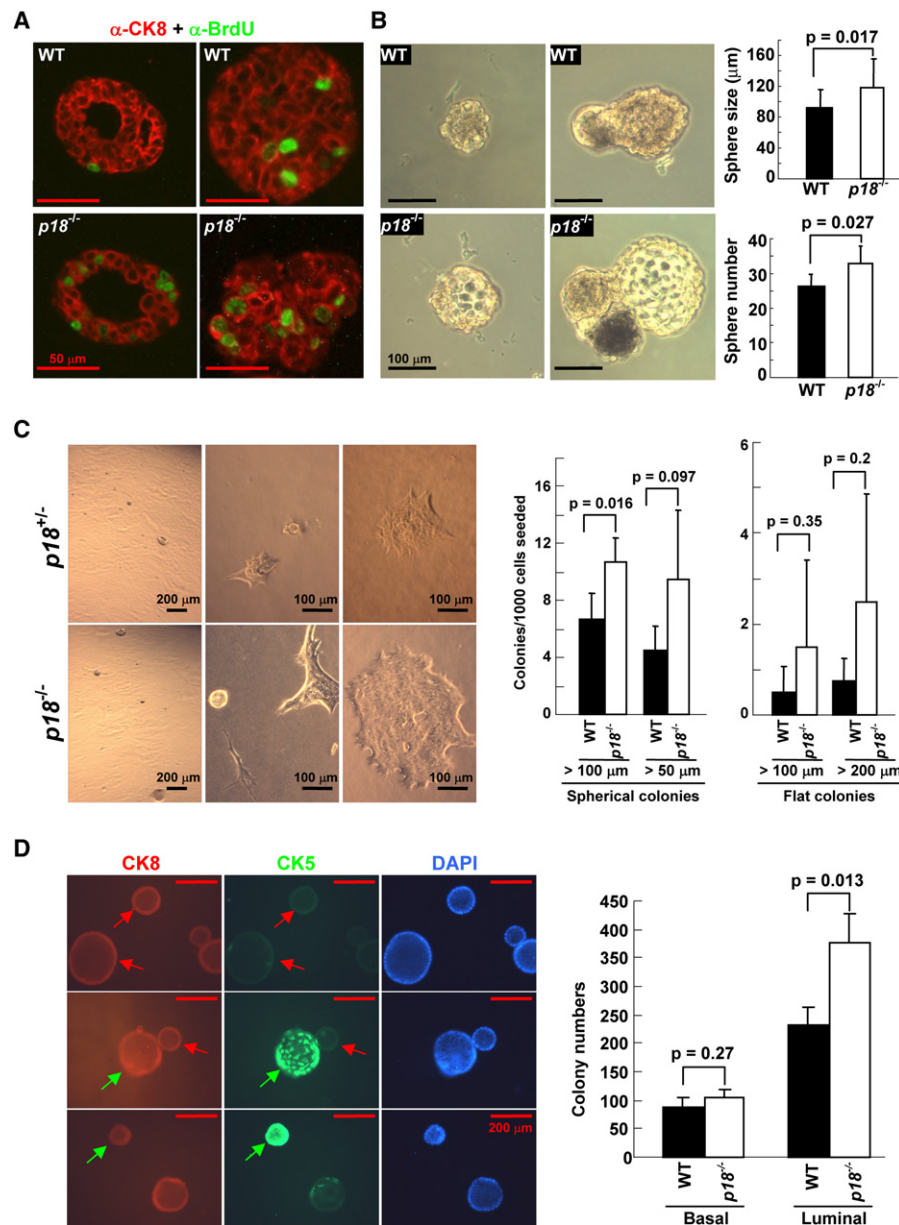 A
α-CK8 + α-BrdU
WT
WT
p18-/-
p18-/-
50 μm
B
WT
WT
p18-/-
p18-/-
100 μm
p = 0.017
Sphere size (μm)
160
120
80
40
0
WT
p18-/-
p = 0.027
Sphere number
40
30
20
10
0
WT
p18-/-
C
p18+/-
200 μm
100 μm
100 μm
p18-/-
200 μm
100 μm
100 μm
Colonies/1000 cells seeded
16
12
8
4
0
p = 0.016
p = 0.097
WT
p18-/-
WT
p18-/-
> 100 μm
> 50 μm
Spherical colonies
6
4
2
0
p = 0.35
p = 0.2
WT
p18-/-
WT
p18-/-
> 100 μm
> 200 μm
Flat colonies
D
CK8
CK5
DAPI
200 μm
Colony numbers
450
400
350
300
250
200
150
100
50
0
p = 0.27
p = 0.013
WT
p18-/-
WT
p18-/-
Basal
Luminal